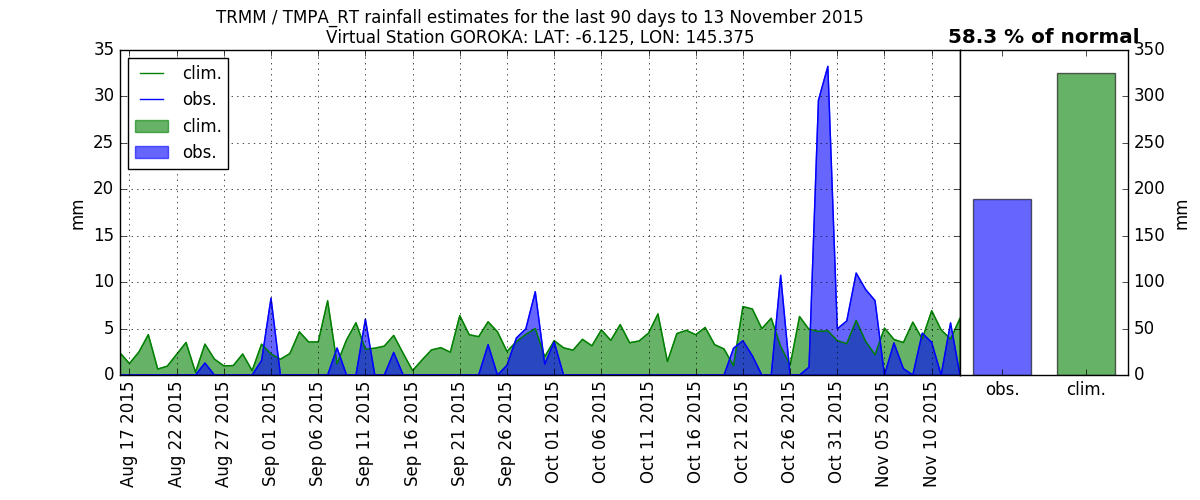 TRMM / TMPA_RT rainfall estimates for the last 90 days to 13 November 2015
Virtual Station GOROKA: LAT: -6.125, LON: 145.375
58.3 % of normal
35
30
25
20
15
10
5
0
mm
clim.
obs.
clim.
obs.
Aug 17 2015
Aug 22 2015
Aug 27 2015
Sep 01 2015
Sep 06 2015
Sep 11 2015
Sep 16 2015
Sep 21 2015
Sep 26 2015
Oct 01 2015
Oct 06 2015
Oct 11 2015
Oct 16 2015
Oct 21 2015
Oct 26 2015
Oct 31 2015
Nov 05 2015
Nov 10 2015
350
300
250
200
150
100
50
0
mm
obs.
clim.